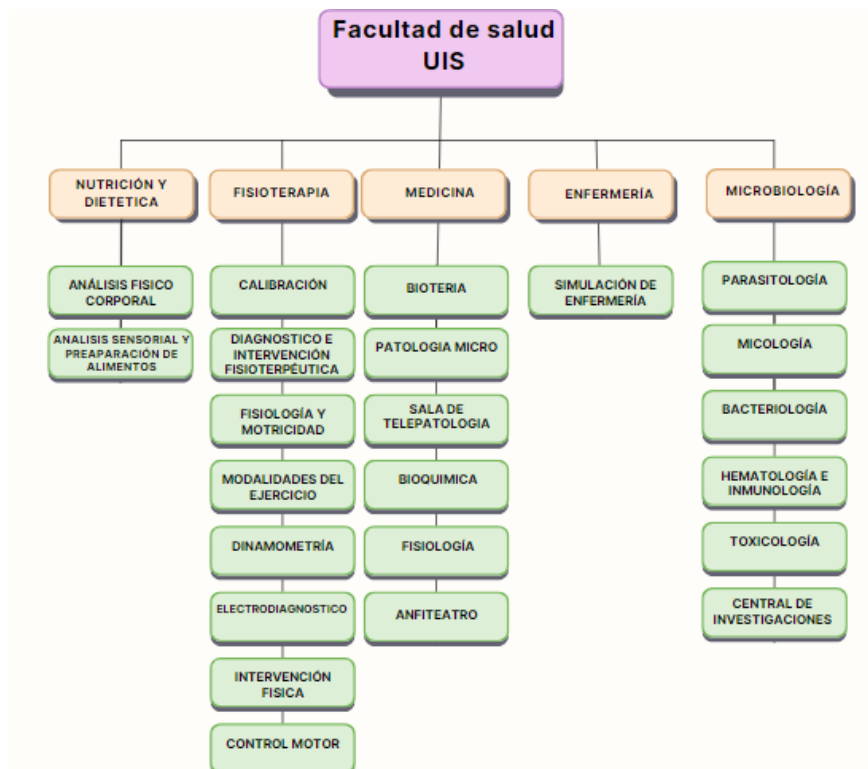 Facultad de salud
UIS
NUTRICIÓN Y
DIETETICA
FISIOTERAPIA
MEDICINA
ENFERMERÍA
MICROBIOLOGÍA
ANÁLISIS FISICO
CORPORAL
ANALISIS SENSORIAL Y
PREAPARACIÓN DE
ALIMENTOS
CALIBRACIÓN
DIAGNOSTICO E
INTERVENCIÓN
FISIOTERPÉUTICA
FISIOLOGÍA Y
MOTRICIDAD
MODALIDADES DEL
EJERCICIO
DINAMOMETRÍA
ELECTRODIAGNOSTICO
INTERVENCIÓN
FISICA
CONTROL MOTOR
BIOTERIA
PATOLOGIA MICRO
SALA DE
TELEPATOLOGIA
BIOQUIMICA
FISIOLOGÍA
ANFITEATRO
SIMULACIÓN DE
ENFERMERÍA
PARASITOLOGÍA
MICOLOGÍA
BACTERIOLOGÍA
HEMATOLOGÍA E
INMUNOLOGÍA
TOXICOLOGÍA
CENTRAL DE
INVESTIGACIONES